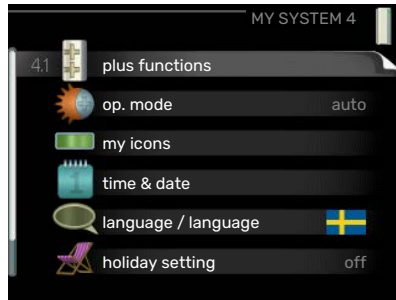 MY SYSTEM 4
4.1 plus functions
op. mode auto
my icons
1
time & date
language / language
holiday setting off